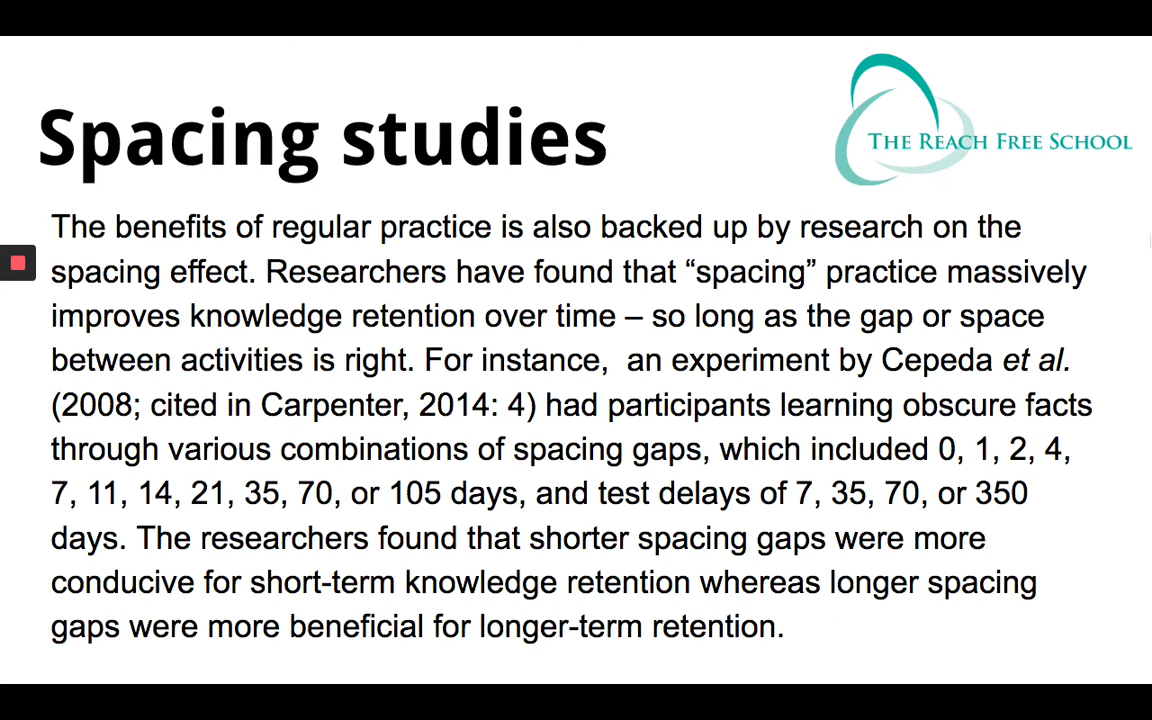 Spacing studies
THE REACH FREE SCHOOL
The benefits of regular practice is also backed up by research on the
spacing effect. Researchers have found that “spacing” practice massively
improves knowledge retention over time – so long as the gap or space
between activities is right. For instance,  an experiment by Cepeda et al.
(2008; cited in Carpenter, 2014: 4) had participants learning obscure facts
through various combinations of spacing gaps, which included 0, 1, 2, 4,
7, 11, 14, 21, 35, 70, or 105 days, and test delays of 7, 35, 70, or 350
days. The researchers found that shorter spacing gaps were more
conducive for short-term knowledge retention whereas longer spacing
gaps were more beneficial for longer-term retention.